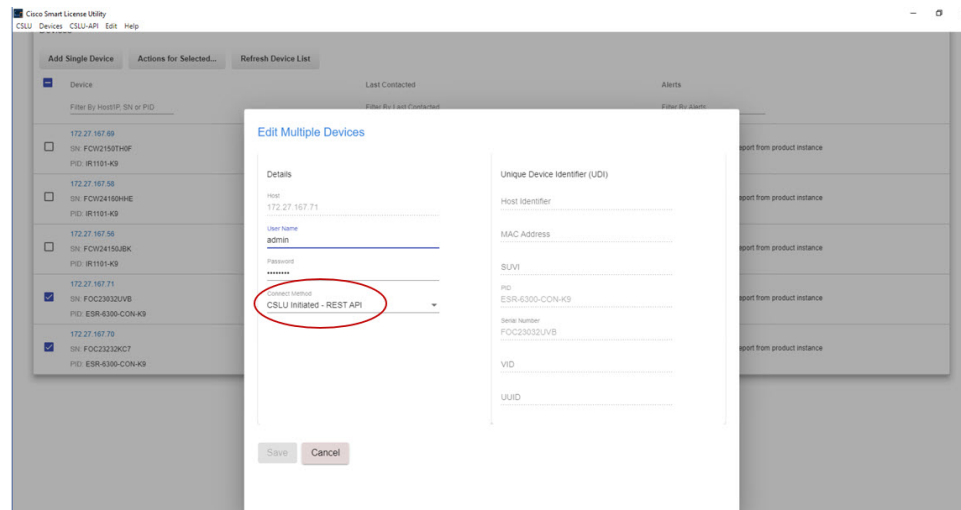 Cisco Smart License Utility
CSLU Devices CSLU-API Edit Help
Add Single Device Actions for Selected... Refresh Device List
Device Last Contacted Alerts
Filter By Host/IP, SN or PID Filter By Last Contacted Filter By Alerts
172.27.167.69
SN: FCW2150TH0F
PID: IR1101-K9
port from product instance
172.27.167.58
SN: FCW24160HHE
PID: IR1101-K9
port from product instance
172.27.167.56
SN: FCW24150JBK
PID: IR1101-K9
port from product instance
172.27.167.71
SN: FOC23032UVB
PID: ESR-6300-CON-K9
port from product instance
172.27.167.70
SN: FOC23232KC7
PID: ESR-6300-CON-K9
port from product instance
Edit Multiple Devices
Details
Host
172.27.167.71
User Name
admin
Password
••••••••
Connect Method
CSLU Initiated - REST API
Unique Device Identifier (UDI)
Host Identifier
MAC Address
SUVI
PID
ESR-6300-CON-K9
Serial Number
FOC23032UVB
VID
UUID
Save Cancel